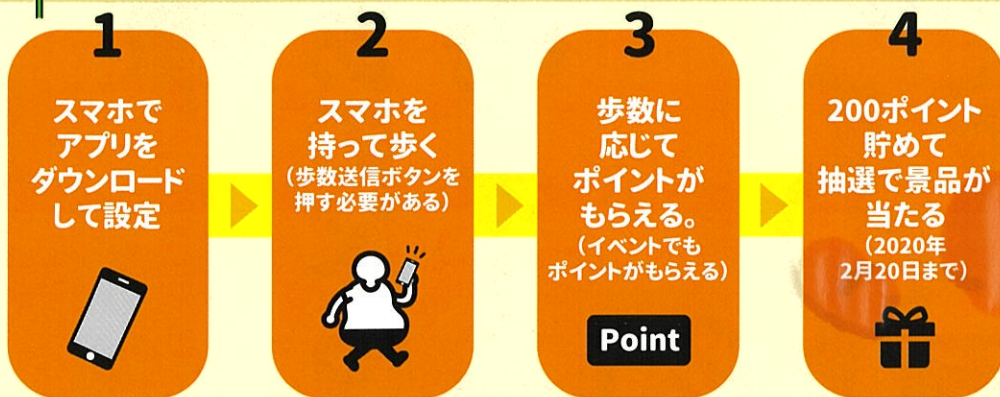 1
スマホで
アプリを
ダウンロード
して設定
2
スマホを
持って歩く
（歩数送信ボタンを
押す必要がある）
3
歩数に
応じて
ポイントが
もらえる。
（イベントでも
ポイントがもらえる）
Point
4
200ポイント
貯めて
抽選で景品が
当たる
（2020年
2月20日まで）